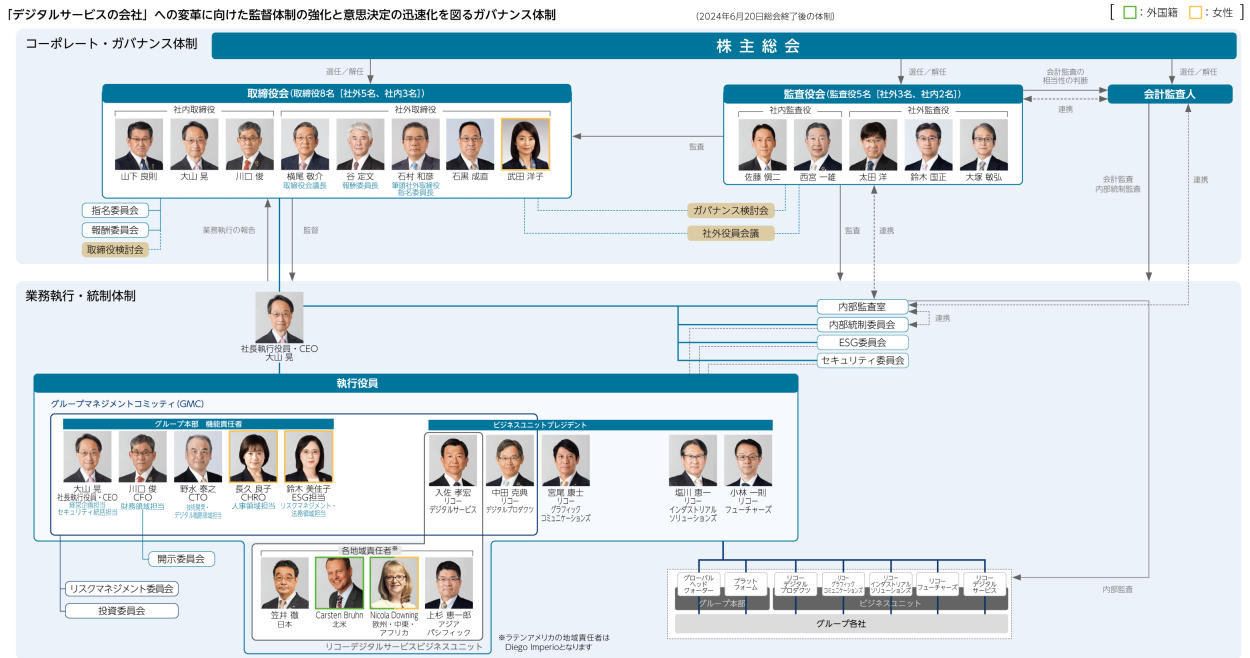 「デジタルサービスの会社」への変革に向けた監督体制の強化と意思決定の迅速化を図るガバナンス体制
（2024年6月20日総会終了後の体制）
[ □：外国籍 □：女性 ]
コーポレート・ガバナンス体制
株主総会
選任／解任
選任／解任
会計監査の
相当性の判断
選任／解任
取締役会（取締役8名［社外5名、社内3名］）
監査役会（監査役5名［社外3名、社内2名］）
会計監査人
連携
社内取締役
社外取締役
社内監査役
社外監査役
監査
山下 良則
大山 晃
川口 俊
横尾 敬介
取締役会議長
谷 定文
報酬委員長
石村 和彦
筆頭社外取締役
指名委員長
石黒 成直
武田 洋子
佐藤 慎二
西宮 一雄
太田 洋
鈴木 国正
大塚 敏弘
会計監査
内部統制監査
連携
指名委員会
報酬委員会
取締役検討会
業務執行の報告
監督
ガバナンス検討会
社外役員会議
監査
連携
業務執行・統制体制
社長執行役員・CEO
大山 晃
内部監査室
内部統制委員会
連携
ESG委員会
セキュリティ委員会
執行役員
グループマネジメントコミッティ（GMC）
グループ本部 機能責任者
ビジネスユニットプレジデント
大山 晃
社長執行役員・CEO
経営企画担当
セキュリティ統括担当
川口 俊
CFO
財務領域担当
野水 泰之
CTO
技術開発・
デジタル戦略領域担当
長久 良子
CHRO
人事領域担当
鈴木 美佳子
ESG担当
リスクマネジメント・
法務領域担当
入佐 孝宏
リコー
デジタルサービス
中田 克典
リコー
デジタルプロダクツ
宮尾 康士
リコー
グラフィック
コミュニケーションズ
塩川 恵一
リコー
インダストリアル
ソリューションズ
小林 一則
リコー
フューチャーズ
開示委員会
リスクマネジメント委員会
投資委員会
各地域責任者※
笠井 徹
日本
Carsten Bruhn
北米
Nicola Downing
欧州・中東・
アフリカ
上杉 恵一郎
アジア
パシフィック
リコーデジタルサービスビジネスユニット
※ラテンアメリカの地域責任者は
Diego Imperioとなります
グローバル
ヘッド
クォーター
プラット
フォーム
リコー
デジタル
プロダクツ
リコー
グラフィック
コミュニケーションズ
リコー
インダストリアル
ソリューションズ
リコー
フューチャーズ
リコー
デジタル
サービス
グループ本部
ビジネスユニット
グループ各社
内部監査